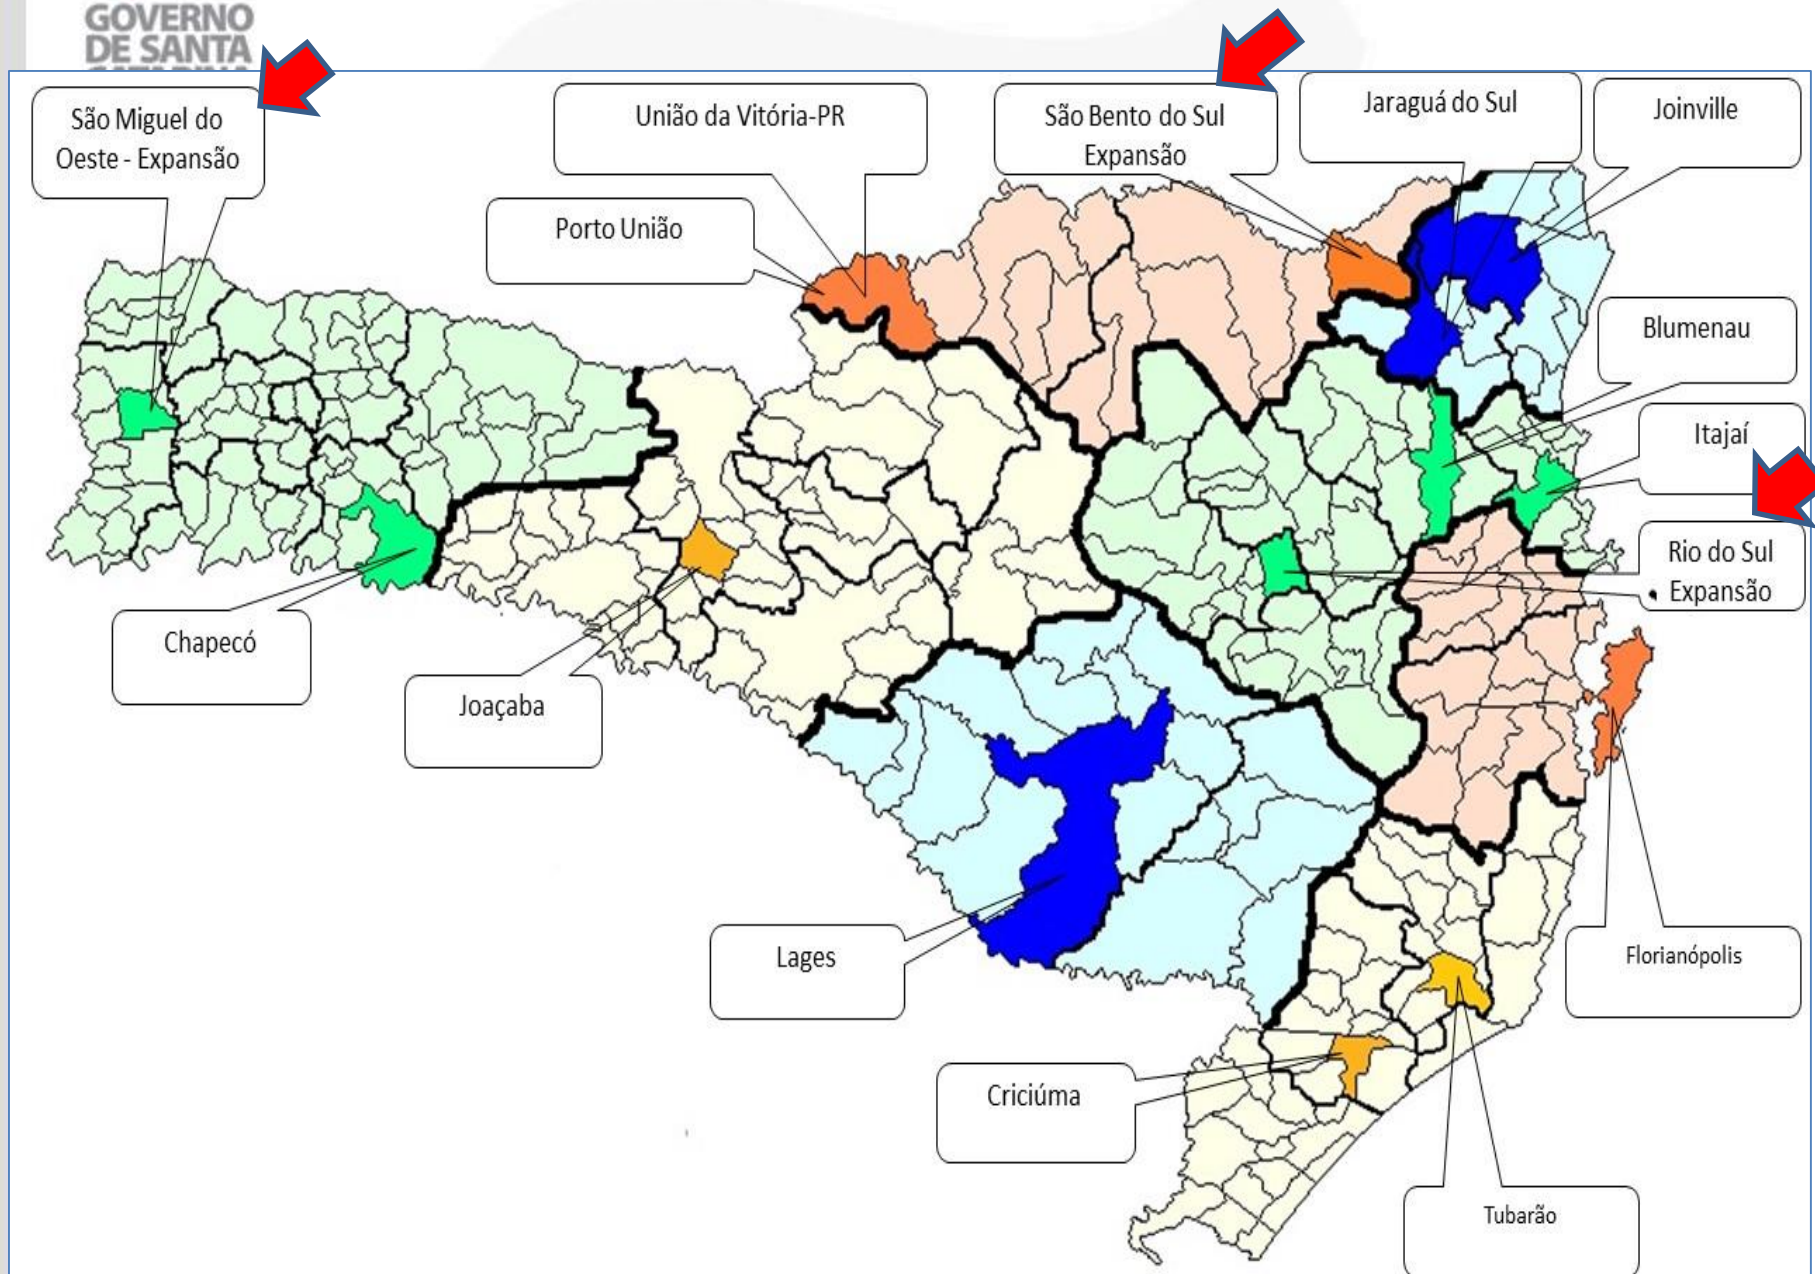 GOVERNO
DE SANTA
CATARINA
São Miguel do
Oeste - Expansão
União da Vitória-PR
São Bento do Sul
Expansão
Jaraguá do Sul
Joinville
Porto União
Blumenau
Itajaí
Rio do Sul
• Expansão
Chapecó
Joaçaba
Lages
Florianópolis
Criciúma
Tubarão